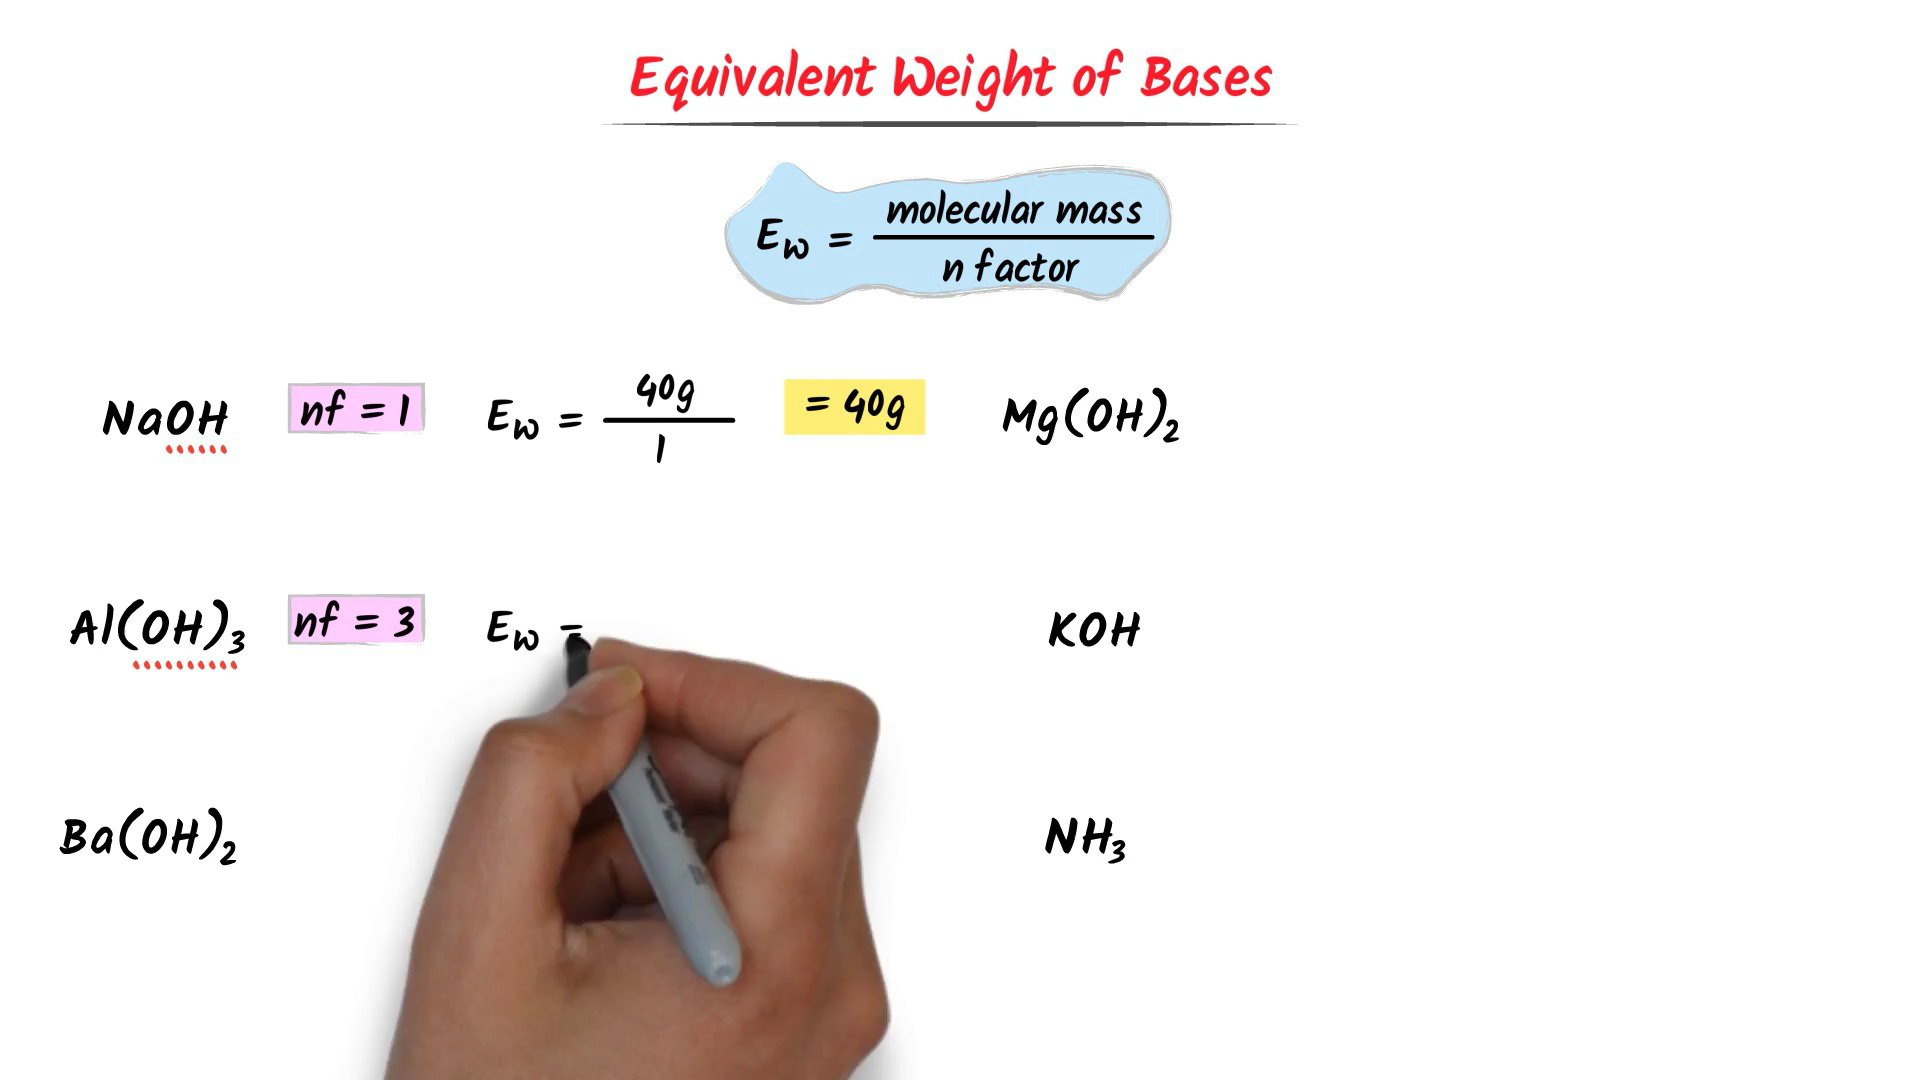 Equivalent Weight of Bases
Ew = molecular mass
n factor
NaOH nf = 1 Ew = 40g = 40g Mg(OH)2
1
Al(OH)3 nf = 3 Ew = KOH
Ba(OH)2 NH3